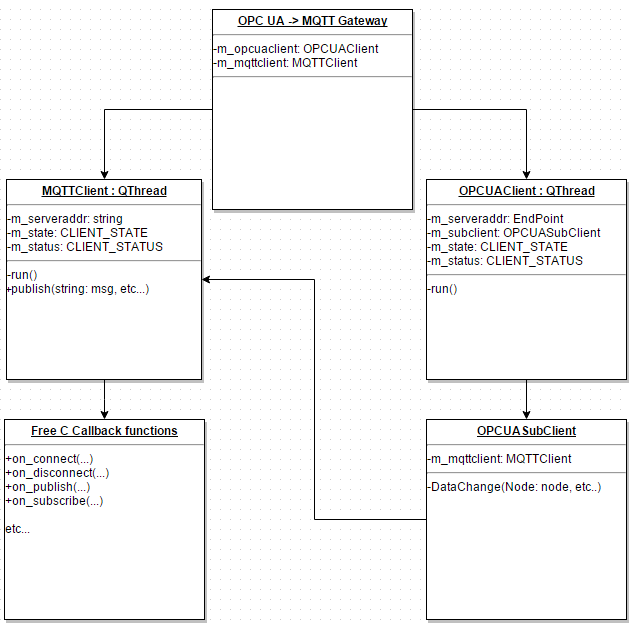 OPC UA -> MQTT Gateway
-m_opcuaclient: OPCUAClient
-m_mqttclient: MQTTClient
MQTTClient : QThread
-m_serveraddr: string
-m_state: CLIENT_STATE
-m_status: CLIENT_STATUS
-run()
+publish(string: msg, etc...)
OPCUAClient : QThread
-m_serveraddr: EndPoint
-m_subclient: OPCUASubClient
-m_state: CLIENT_STATE
-m_status: CLIENT_STATUS
-run()
Free C Callback functions
+on_connect(...)
+on_disconnect(...)
+on_publish(...)
+on_subscribe(...)
etc...
OPCUASubClient
-m_mqttclient: MQTTClient
-DataChange(Node: node, etc..)